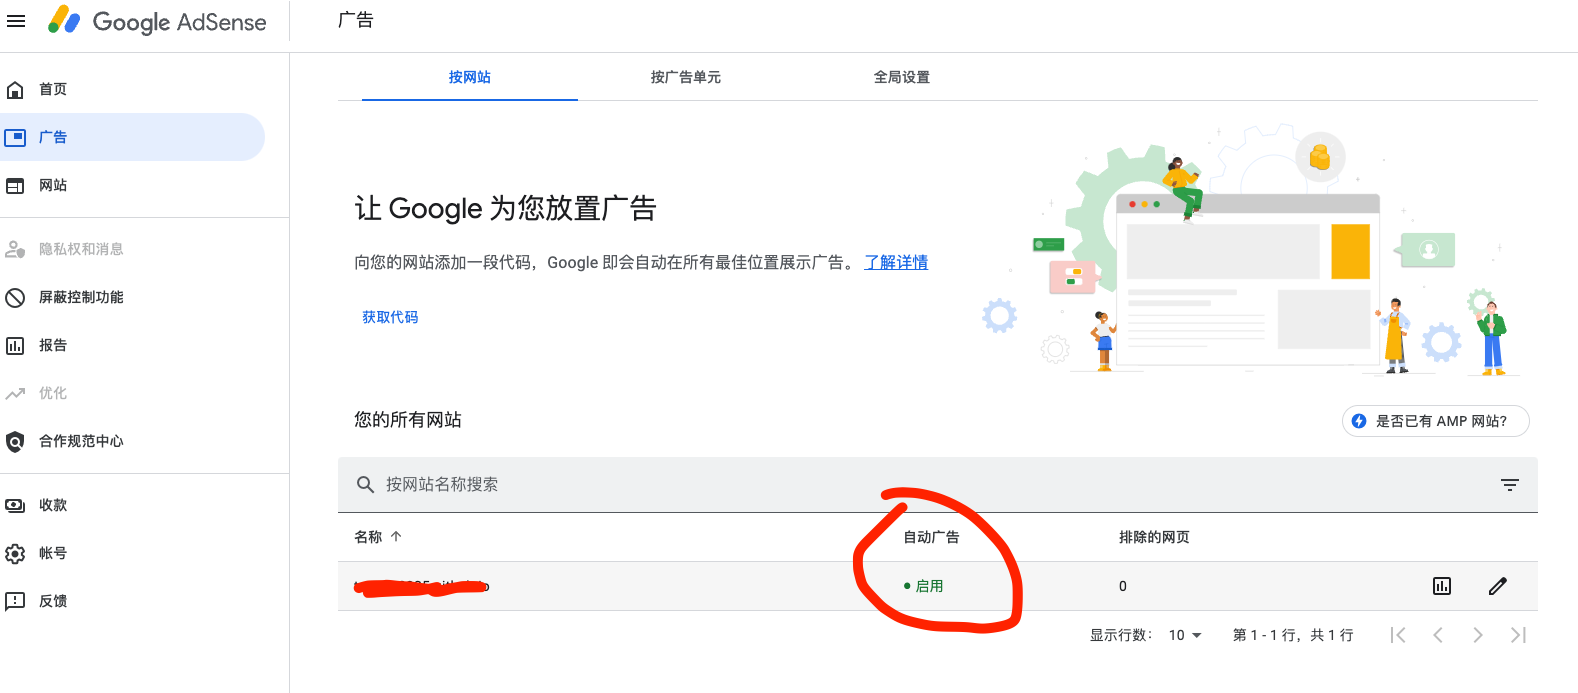 Google AdSense
广告
首页
广告
网站
隐私权和消息
屏蔽控制功能
报告
优化
合作规范中心
收款
帐号
反馈
按网站 按广告单元 全局设置
让 Google 为您放置广告
向您的网站添加一段代码，Google 即会自动在所有最佳位置展示广告。 了解详情
获取代码
您的所有网站
是否已有 AMP 网站?
按网站名称搜索
名称 自动广告 排除的网页
启用 0
显示行数： 10 第 1 - 1 行，共 1 行